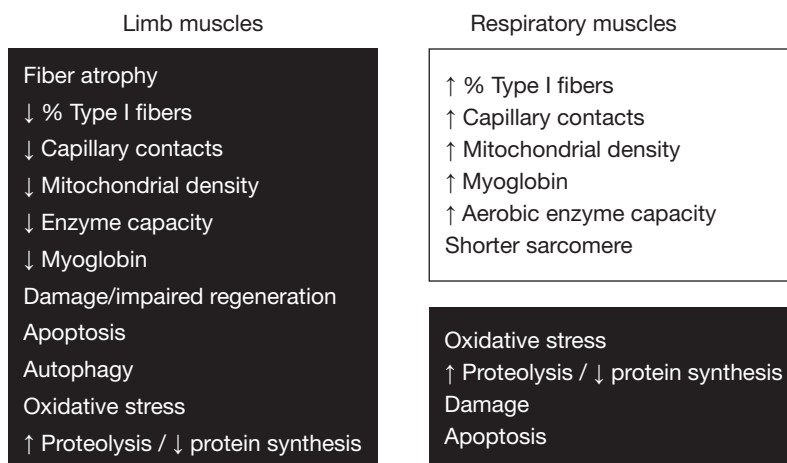 Limb muscles
Fiber atrophy
↓ % Type I fibers
↓ Capillary contacts
↓ Mitochondrial density
↓ Enzyme capacity
↓ Myoglobin
Damage/impaired regeneration
Apoptosis
Autophagy
Oxidative stress
↑ Proteolysis / ↓ protein synthesis
Respiratory muscles
↑ % Type I fibers
↑ Capillary contacts
↑ Mitochondrial density
↑ Myoglobin
↑ Aerobic enzyme capacity
Shorter sarcomere
Oxidative stress
↑ Proteolysis / ↓ protein synthesis
Damage
Apoptosis